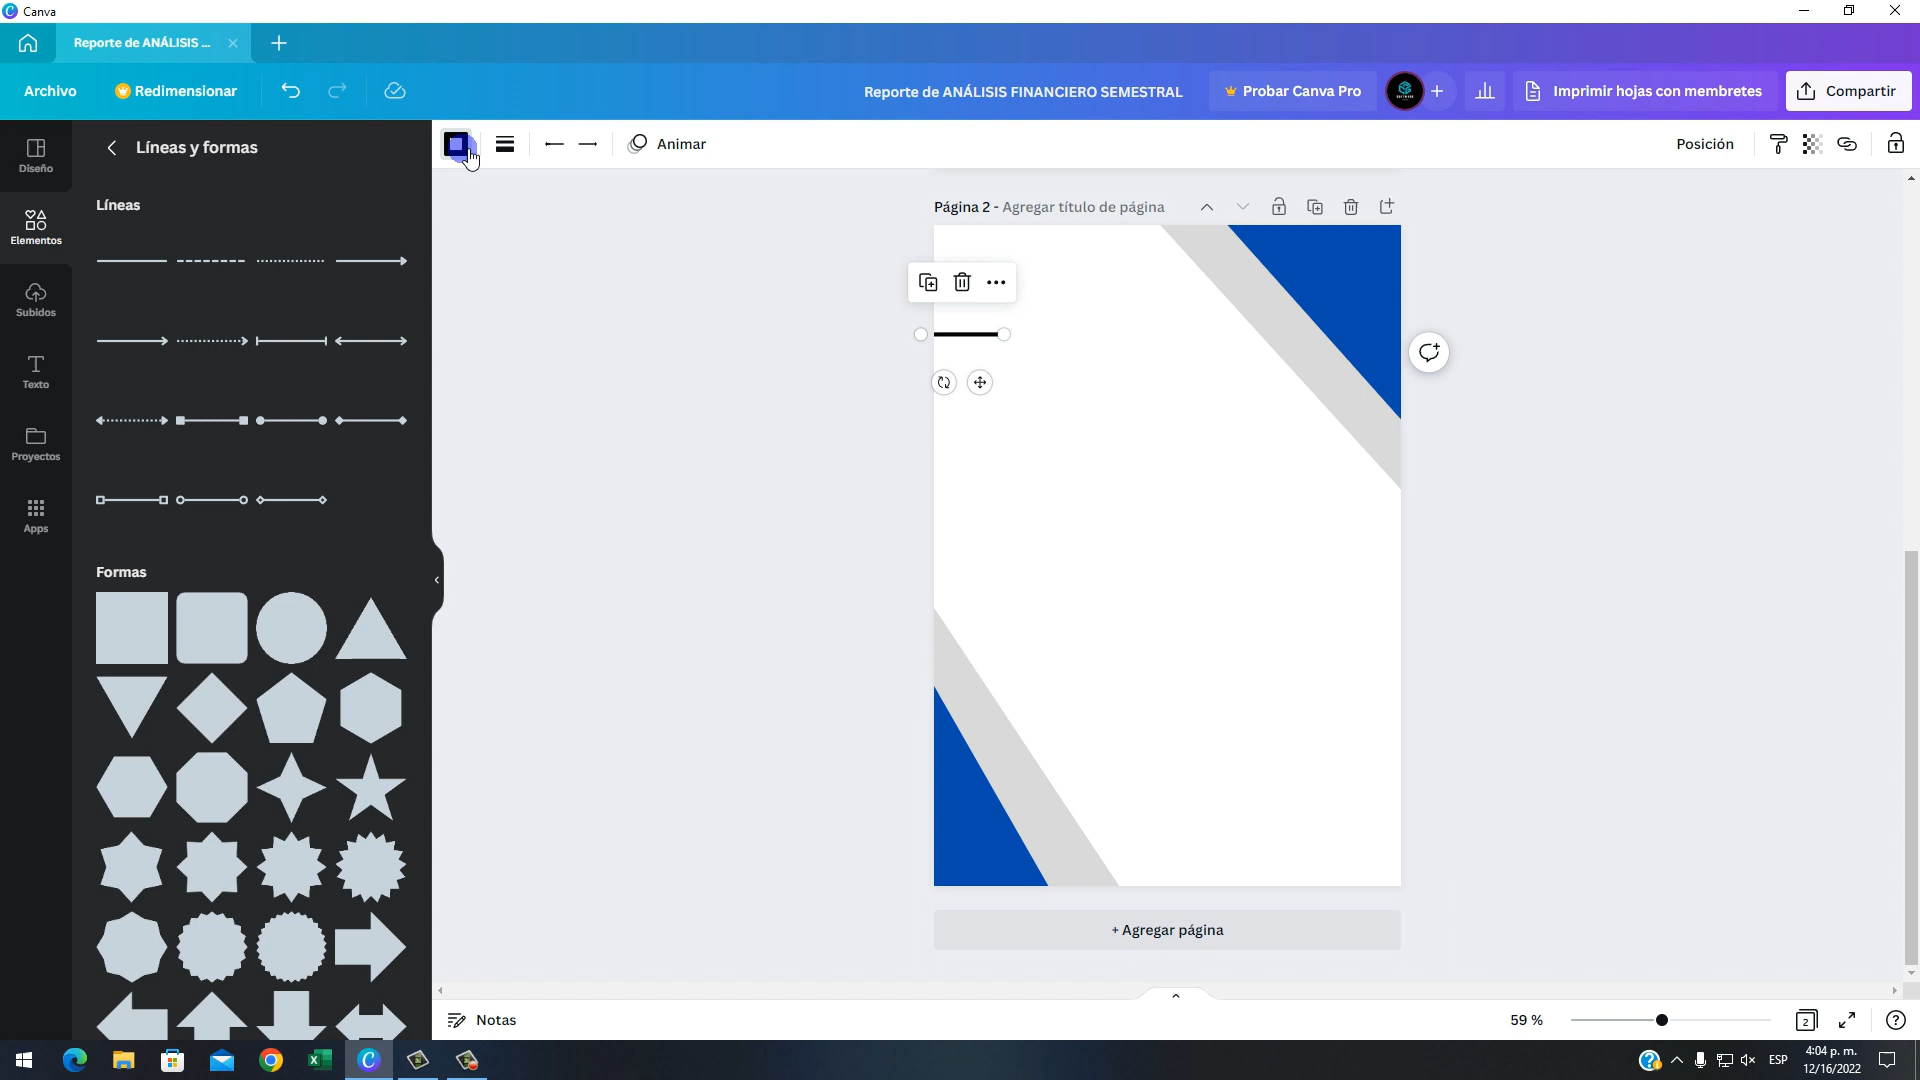 Canva
Reporte de ANÁLISIS ...
Archivo
Redimensionar
Reporte de ANÁLISIS FINANCIERO SEMESTRAL
Probar Canva Pro
Imprimir hojas con membretes
Compartir
Diseño
Elementos
Subidos
Texto
Proyectos
Apps
Líneas y formas
Líneas
Formas
Animar
Posición
Página 2 - Agregar título de página
+ Agregar página
Notas
59 %
2
ESP
4:04 p. m.
12/16/2022